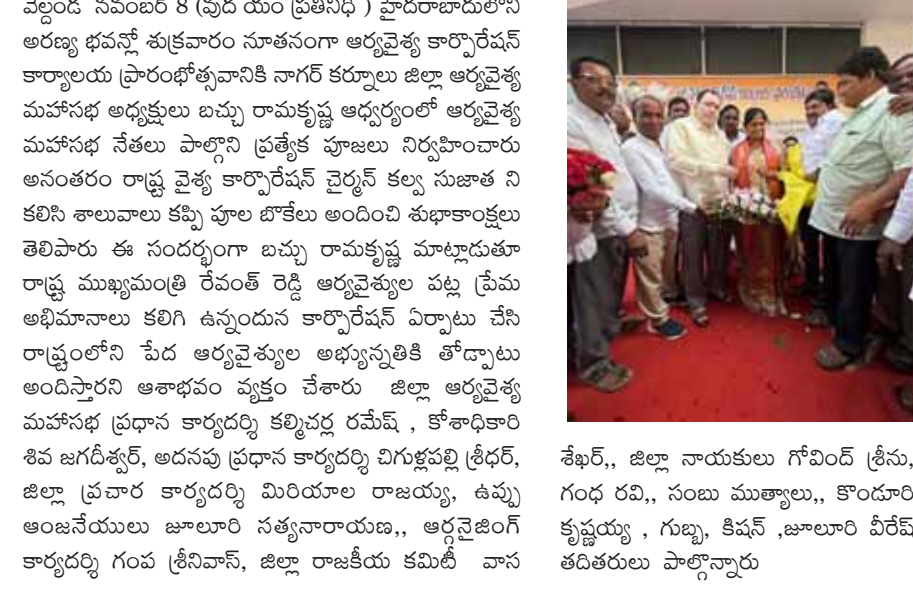 వెల్దండ నవంబర్ 8 (వుద యం ప్రతినిధి ) హైదరాబాదులోని
అరణ్య భవన్లో శుక్రవారం నూతనంగా ఆర్యవైశ్య కార్పొరేషన్
కార్యాలయ ప్రారంభోత్సవానికి నాగర్ కర్నూలు జిల్లా ఆర్యవైశ్య
మహాసభ అధ్యక్షులు బచ్చు రామకృష్ణ ఆధ్వర్యంలో ఆర్యవైశ్య
మహాసభ నేతలు పాల్గొని ప్రత్యేక పూజలు నిర్వహించారు
అనంతరం రాష్ట్ర వైశ్య కార్పొరేషన్ చైర్మన్ కల్వ సుజాత ని
కలిసి శాలువాలు కప్పి పూల బొకేలు అందించి శుభాకాంక్షలు
తెలిపారు ఈ సందర్భంగా బచ్చు రామకృష్ణ మాట్లాడుతూ
రాష్ట్ర ముఖ్యమంత్రి రేవంత్ రెడ్డి ఆర్యవైశ్యుల పట్ల ప్రేమ
అభిమానాలు కలిగి ఉన్నందున కార్పొరేషన్ ఏర్పాటు చేసి
రాష్ట్రంలోని పేద ఆర్యవైశ్యుల అభ్యున్నతికి తోడ్పాటు
అందిస్తారని ఆశాభవం వ్యక్తం చేశారు జిల్లా ఆర్యవైశ్య
మహాసభ ప్రధాన కార్యదర్శి కల్మిచర్ల రమేష్ , కోశాధికారి
శివ జగదీశ్వర్, అదనపు ప్రధాన కార్యదర్శి చిగుళ్లపల్లి శ్రీధర్,
జిల్లా ప్రచార కార్యదర్శి మిరియాల రాజయ్య, ఉప్పు
ఆంజనేయులు జూలూరి సత్యనారాయణ,, ఆర్గనైజింగ్
కార్యదర్శి గంప శ్రీనివాస్, జిల్లా రాజకీయ కమిటీ వాస
శేఖర్,, జిల్లా నాయకులు గోవింద్ శ్రీను,
గంధ రవి,, సంబు ముత్యాలు,, కొండూరి
కృష్ణయ్య , గుబ్బ, కిషన్ ,జూలూరి వీరేష్
తదితరులు పాల్గొన్నారు